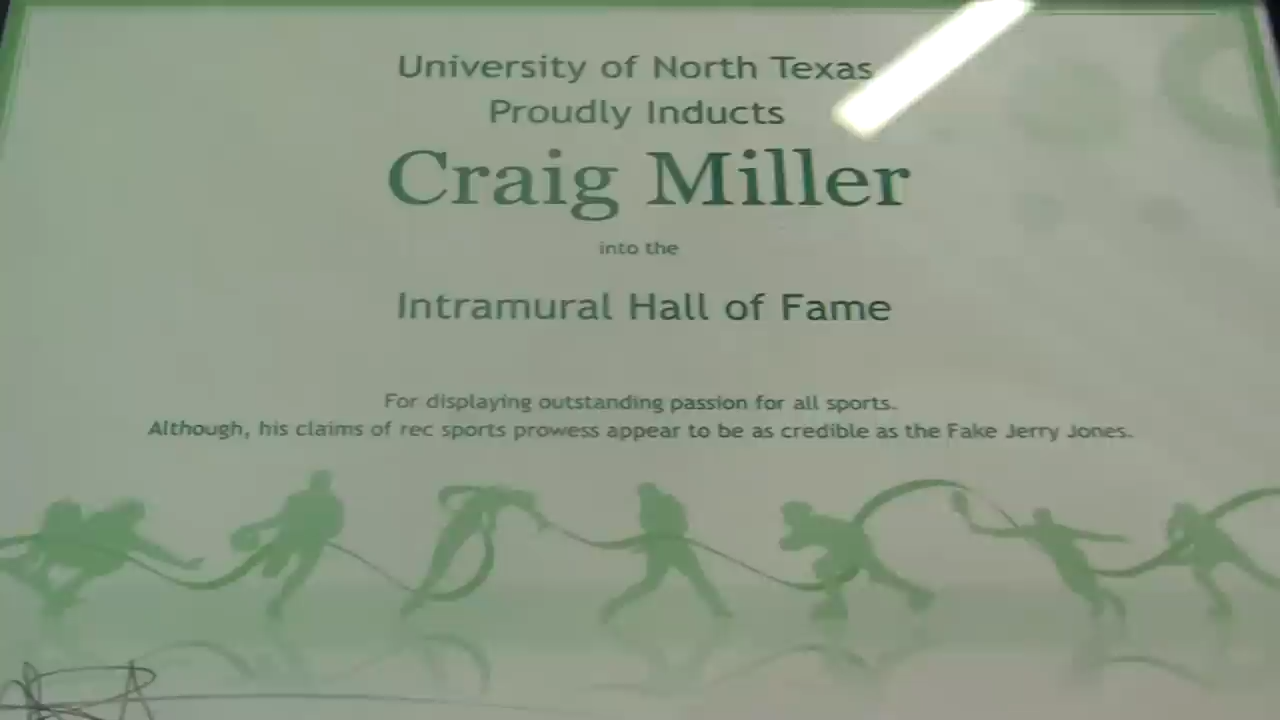 University of North Texas
Proudly Inducts
Craig Miller
into the
Intramural Hall of Fame
For displaying outstanding passion for all sports.
Although, his claims of rec sports prowess appear to be as credible as the Fake Jerry Jones.